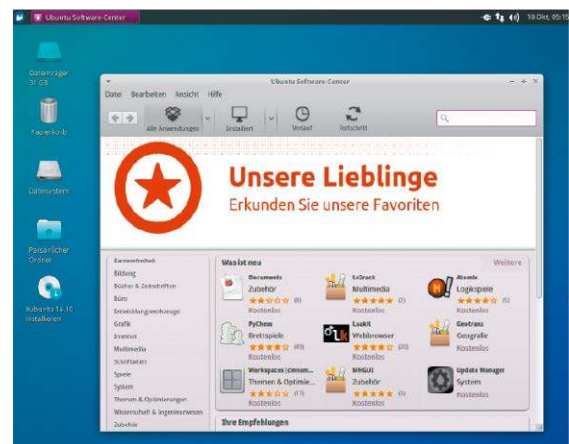 Ubuntu Software-Center
18 Okt, 05:15
Datenträger
31 GB
Papierkorb
Dateisystem
Persönlicher
Ordner
Xubuntu 14.10
installieren
Ubuntu Software-Center
Datei Bearbeiten Ansicht Hilfe
Alle Anwendungen
Installiert
Verlauf
Fortschritt
Unsere Lieblinge
Erkunden Sie unsere Favoriten
Barrierefreiheit
Bildung
Bücher & Zeitschriften
Büro
Entwicklungswerkzeuge
Grafik
Internet
Multimedia
Schriftarten
Spiele
System
Themen & Optimierungen
Wissenschaft & Ingenieurwesen
Zubehör
Was ist neu
Weitere
Documents
Zubehör
Kostenlos
Multimedia
Kostenlos
Atomix
Logikspiele
Kostenlos
PyChess
Brettspiele
Kostenlos
Luakit
Webbrowser
(20)
Kostenlos
Geotranz
Geografie
Kostenlos
Workspaces (cinnam...
Themen & Optimie...
Kostenlos
Zubehör
Kostenlos
Update Manager
System
Kostenlos
Ihre Empfehlungen